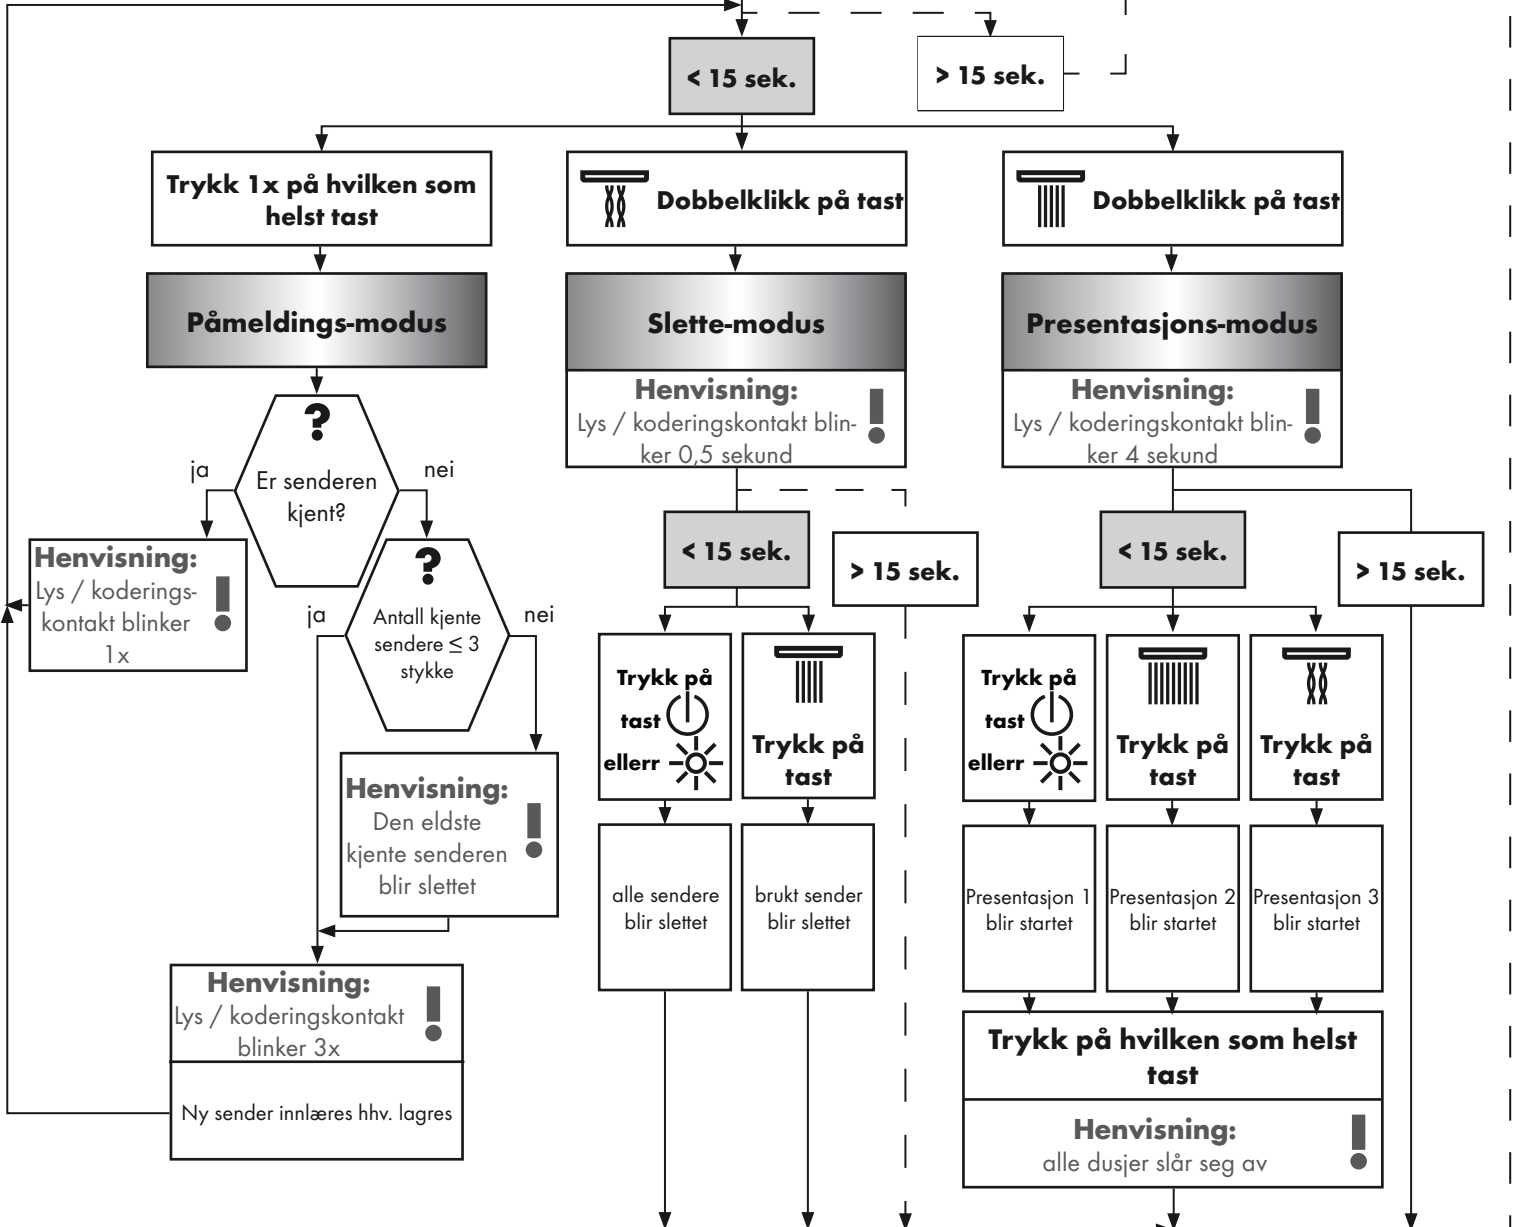 < 15 sek.
> 15 sek.
Trykk 1x på hvilken som
helst tast
Dobbelklikk på tast
Dobbelklikk på tast
Påmeldings-modus
Slette-modus
Presentasjons-modus
Henvisning:
Lys / koderingskontakt blin-
ker 0,5 sekund
Henvisning:
Lys / koderingskontakt blin-
ker 4 sekund
?
Er senderen
kjent?
ja
nei
Henvisning:
Lys / koderings-
kontakt blinker
1x
?
Antall kjente
sendere ≤ 3
stykke
ja
nei
Henvisning:
Den eldste
kjente senderen
blir slettet
Henvisning:
Lys / koderingskontakt
blinker 3x
Ny sender innlæres hhv. lagres
< 15 sek.
> 15 sek.
Trykk på
tast
ellerr
Trykk på
tast
alle sendere
blir slettet
brukt sender
blir slettet
< 15 sek.
> 15 sek.
Trykk på
tast
ellerr
Trykk på
tast
Trykk på
tast
Presentasjon 1
blir startet
Presentasjon 2
blir startet
Presentasjon 3
blir startet
Trykk på hvilken som helst
tast
Henvisning:
alle dusjer slår seg av